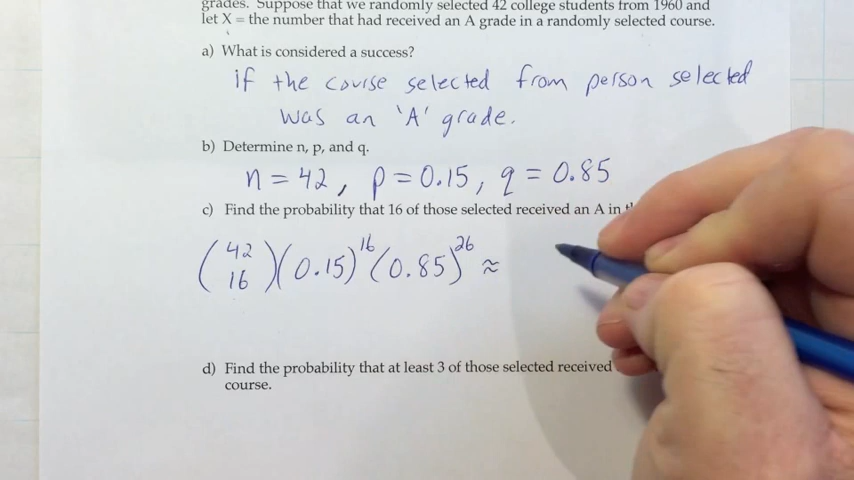 grades. Suppose that we randomly selected 42 college students from 1960 and
let X = the number that had received an A grade in a randomly selected course.
a) What is considered a success?
if the course selected from person selected
was an 'A' grade.
b) Determine n, p, and q.
n = 42, p = 0.15, q = 0.85
c) Find the probability that 16 of those selected received an A in
(42 16)(0.15)^16 (0.85)^26 ≈
d) Find the probability that at least 3 of those selected received
course.